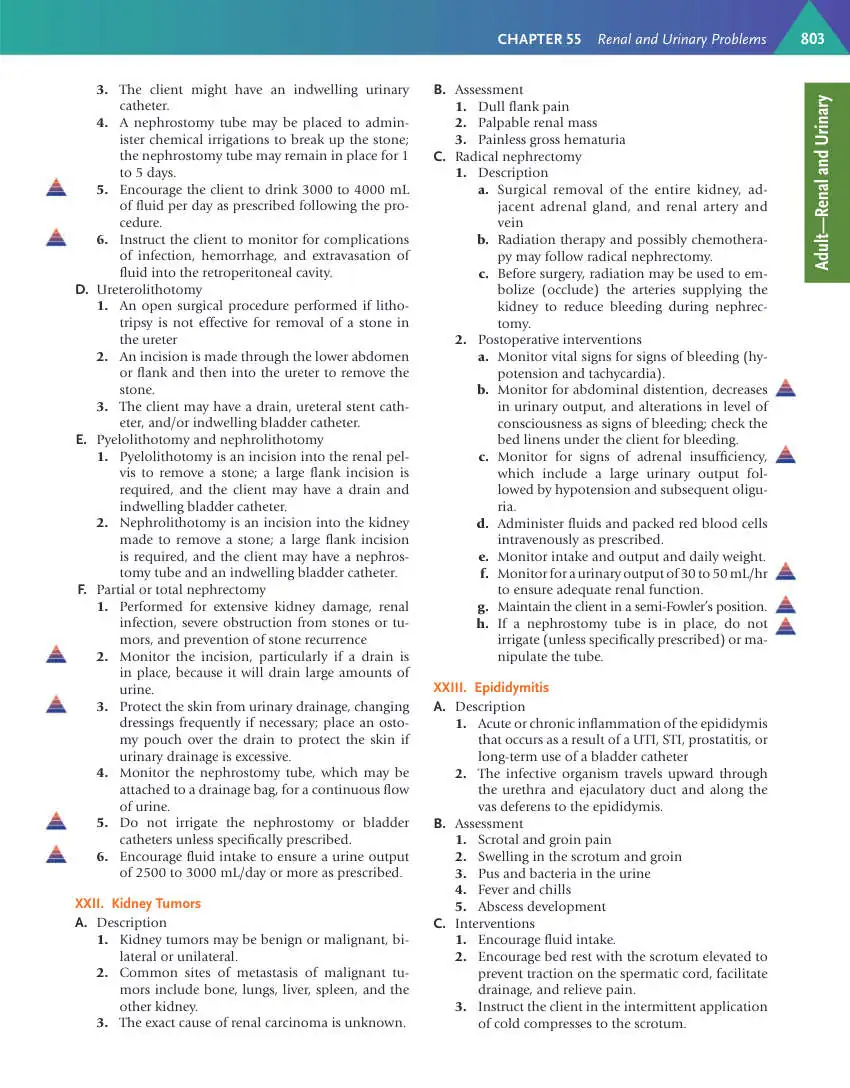 CHAPTER 55 Renal and Urinary Problems 803
3. The client might have an indwelling urinary
catheter.
4. A nephrostomy tube may be placed to admin-
ister chemical irrigations to break up the stone;
the nephrostomy tube may remain in place for 1
to 5 days.
5. Encourage the client to drink 3000 to 4000 mL
of fluid per day as prescribed following the pro-
cedure.
6. Instruct the client to monitor for complications
of infection, hemorrhage, and extravasation of
fluid into the retroperitoneal cavity.
D. Ureterolithotomy
1. An open surgical procedure performed if litho-
tripsy is not effective for removal of a stone in
the ureter
2. An incision is made through the lower abdomen
or flank and then into the ureter to remove the
stone.
3. The client may have a drain, ureteral stent cath-
eter, and/or indwelling bladder catheter.
E. Pyelolithotomy and nephrolithotomy
1. Pyelolithotomy is an incision into the renal pel-
vis to remove a stone; a large flank incision is
required, and the client may have a drain and
indwelling bladder catheter.
2. Nephrolithotomy is an incision into the kidney
made to remove a stone; a large flank incision
is required, and the client may have a nephros-
tomy tube and an indwelling bladder catheter.
F. Partial or total nephrectomy
1. Performed for extensive kidney damage, renal
infection, severe obstruction from stones or tu-
mors, and prevention of stone recurrence
2. Monitor the incision, particularly if a drain is
in place, because it will drain large amounts of
urine.
3. Protect the skin from urinary drainage, changing
dressings frequently if necessary; place an osto-
my pouch over the drain to protect the skin if
urinary drainage is excessive.
4. Monitor the nephrostomy tube, which may be
attached to a drainage bag, for a continuous flow
of urine.
5. Do not irrigate the nephrostomy or bladder
catheters unless specifically prescribed.
6. Encourage fluid intake to ensure a urine output
of 2500 to 3000 mL/day or more as prescribed.
XXII. Kidney Tumors
A. Description
1. Kidney tumors may be benign or malignant, bi-
lateral or unilateral.
2. Common sites of metastasis of malignant tu-
mors include bone, lungs, liver, spleen, and the
other kidney.
3. The exact cause of renal carcinoma is unknown.
B. Assessment
1. Dull flank pain
2. Palpable renal mass
3. Painless gross hematuria
C. Radical nephrectomy
1. Description
a. Surgical removal of the entire kidney, ad-
jacent adrenal gland, and renal artery and
vein
b. Radiation therapy and possibly chemothera-
py may follow radical nephrectomy.
c. Before surgery, radiation may be used to em-
bolize (occlude) the arteries supplying the
kidney to reduce bleeding during nephrec-
tomy.
2. Postoperative interventions
a. Monitor vital signs for signs of bleeding (hy-
potension and tachycardia).
b. Monitor for abdominal distention, decreases
in urinary output, and alterations in level of
consciousness as signs of bleeding; check the
bed linens under the client for bleeding.
c. Monitor for signs of adrenal insufficiency,
which include a large urinary output fol-
lowed by hypotension and subsequent oligu-
ria.
d. Administer fluids and packed red blood cells
intravenously as prescribed.
e. Monitor intake and output and daily weight.
f. Monitor for a urinary output of 30 to 50 mL/hr
to ensure adequate renal function.
g. Maintain the client in a semi-Fowler's position.
h. If a nephrostomy tube is in place, do not
irrigate (unless specifically prescribed) or ma-
nipulate the tube.
XXIII. Epididymitis
A. Description
1. Acute or chronic inflammation of the epididymis
that occurs as a result of a UTI, STI, prostatitis, or
long-term use of a bladder catheter
2. The infective organism travels upward through
the urethra and ejaculatory duct and along the
vas deferens to the epididymis.
B. Assessment
1. Scrotal and groin pain
2. Swelling in the scrotum and groin
3. Pus and bacteria in the urine
4. Fever and chills
5. Abscess development
C. Interventions
1. Encourage fluid intake.
2. Encourage bed rest with the scrotum elevated to
prevent traction on the spermatic cord, facilitate
drainage, and relieve pain.
3. Instruct the client in the intermittent application
of cold compresses to the scrotum.
Adult—Renal and Urinary